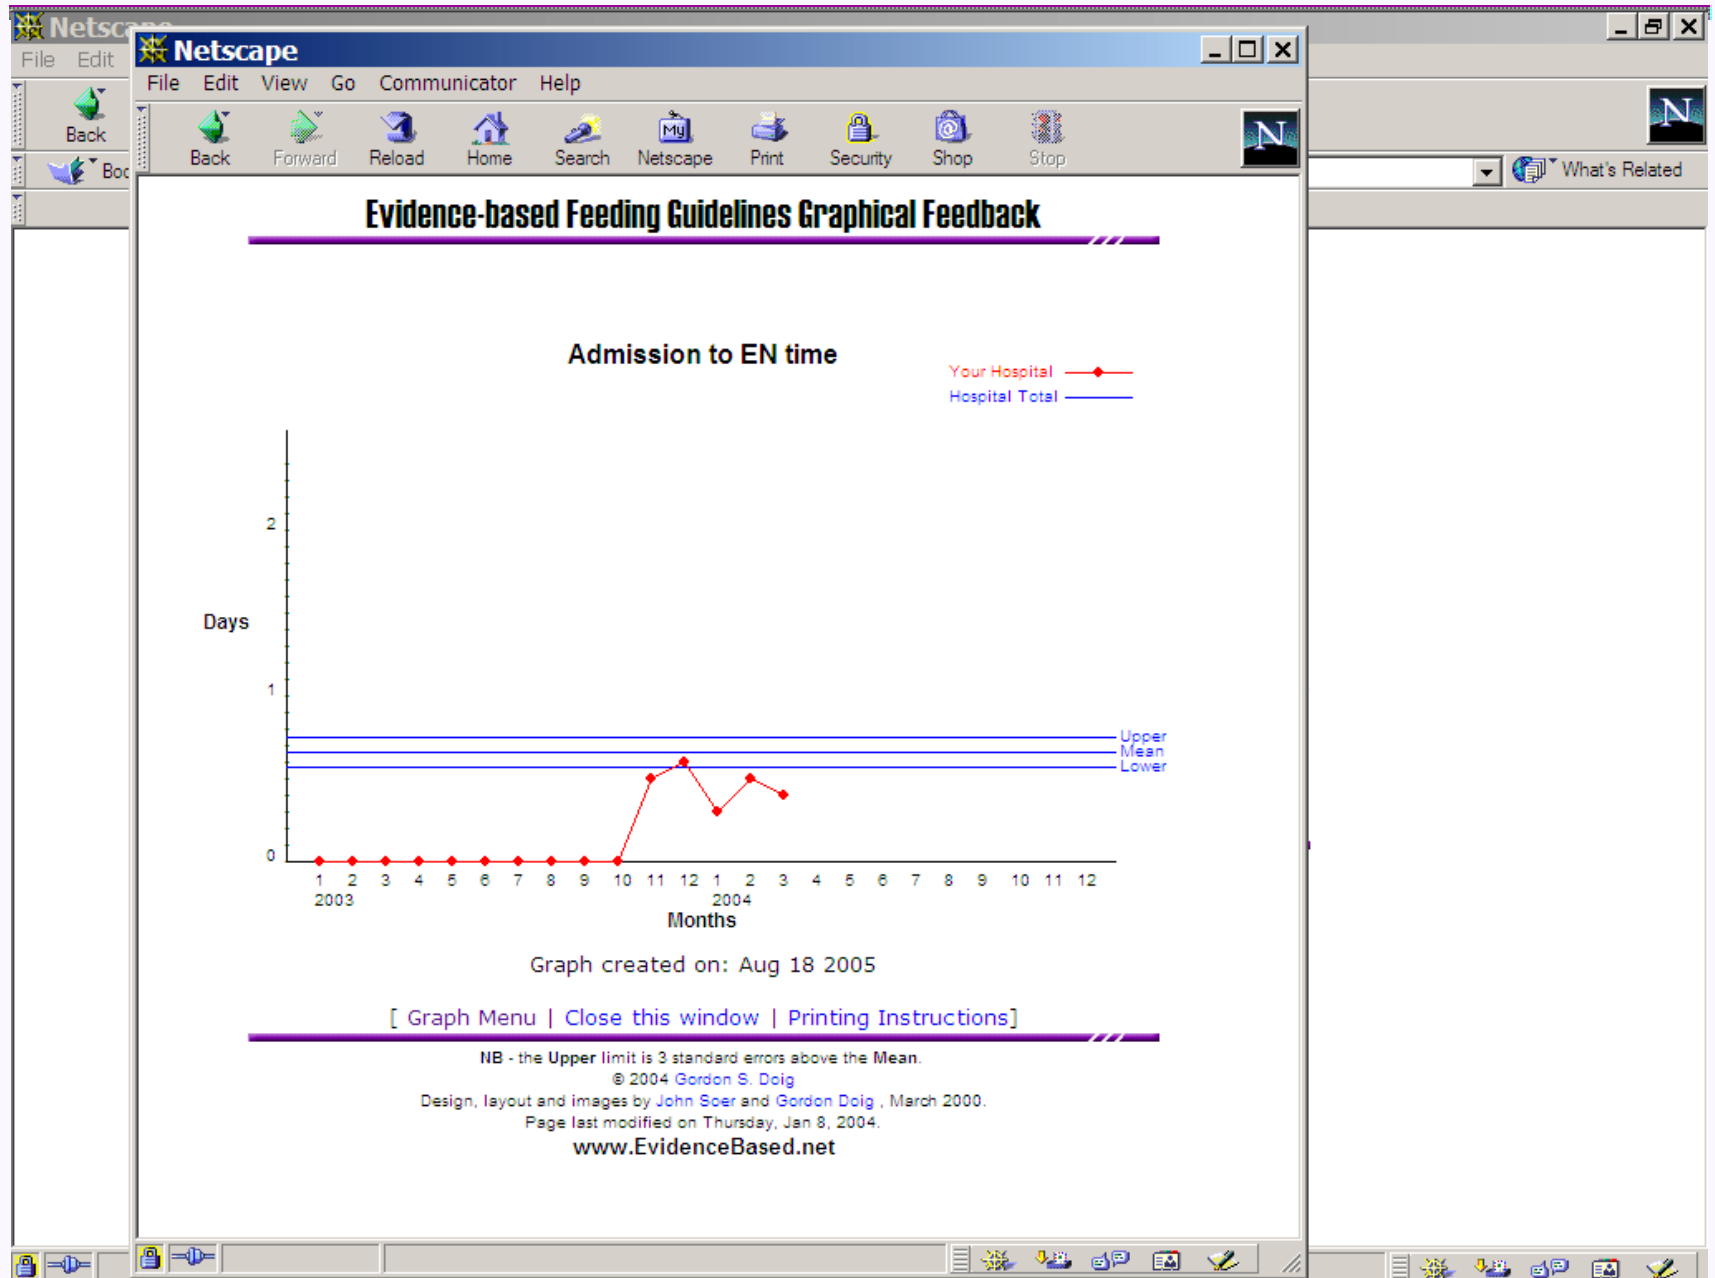 Netsca
Netscape
File Edit
File Edit View Go Communicator Help
Back
Back Forward Reload Home Search Netscape Print Security Shop Stop
My
N
N
Boo
What's Related
Evidence-based Feeding Guidelines Graphical Feedback
Admission to EN time
Your Hospital
Hospital Total
2
Days
1
Upper
Mean
Lower
0
1 2 3 4 5 6 7 8 9 10 11 12 1 2 3 4 5 6 7 8 9 10 11 12
2003 2004
Months
Graph created on: Aug 18 2005
[ Graph Menu | Close this window | Printing Instructions]
NB - the Upper limit is 3 standard errors above the Mean.
© 2004 Gordon S. Doig
Design, layout and images by John Soer and Gordon Doig , March 2000.
Page last modified on Thursday, Jan 8, 2004.
www.EvidenceBased.net